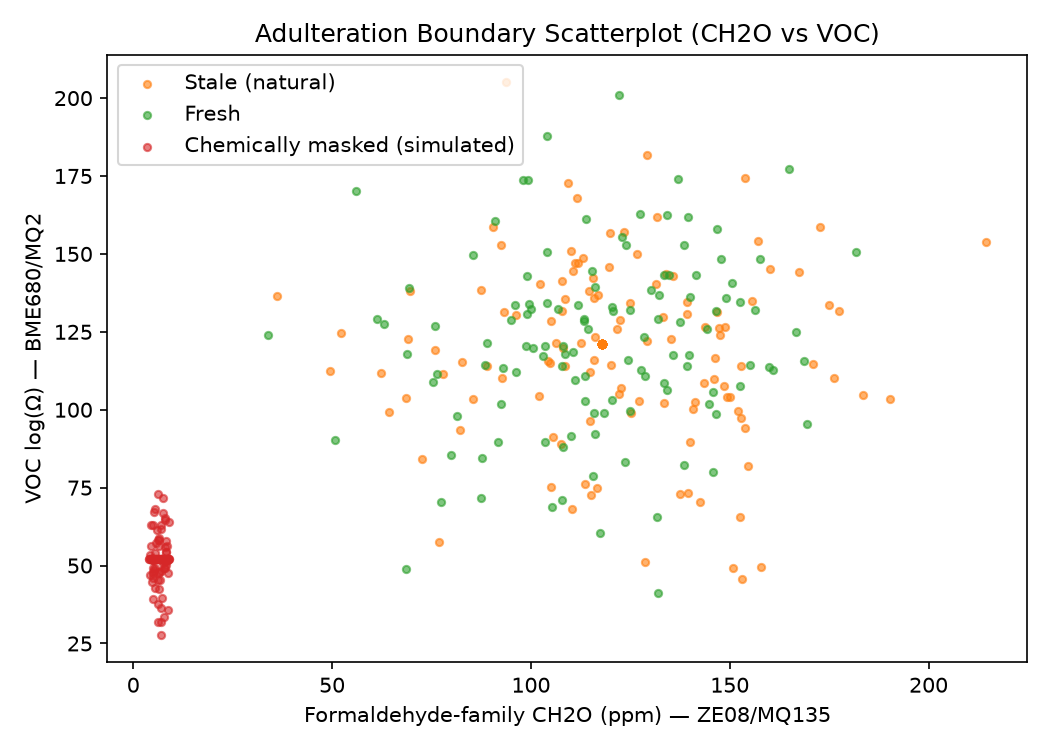 Adulteration Boundary Scatterplot (CH2O vs VOC)
Stale (natural)
Fresh
Chemically masked (simulated)
VOC log(Ω) — BME680/MQ2
200
175
150
125
100
75
50
25
0 50 100 150 200
Formaldehyde-family CH2O (ppm) — ZE08/MQ135